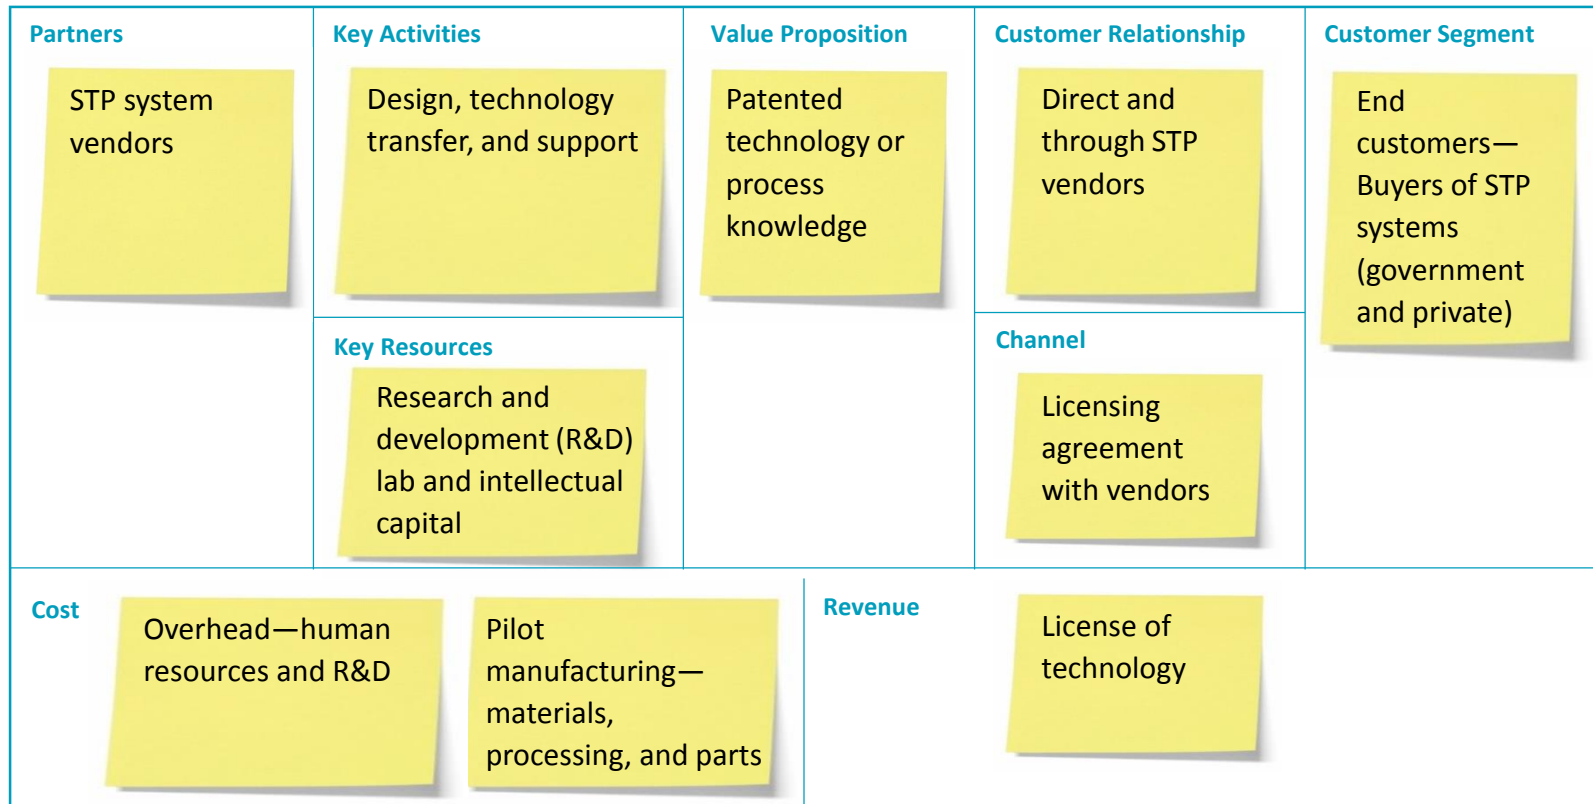 Partners
STP system
vendors
Key Activities
Design, technology
transfer, and support
Key Resources
Research and
development (R&D)
lab and intellectual
capital
Value Proposition
Patented
technology or
process
knowledge
Customer Relationship
Direct and
through STP
vendors
Channel
Licensing
agreement
with vendors
Customer Segment
End
customers—
Buyers of STP
systems
(government
and private)
Cost
Overhead—human
resources and R&D
Pilot
manufacturing—
materials,
processing, and parts
Revenue
License of
technology